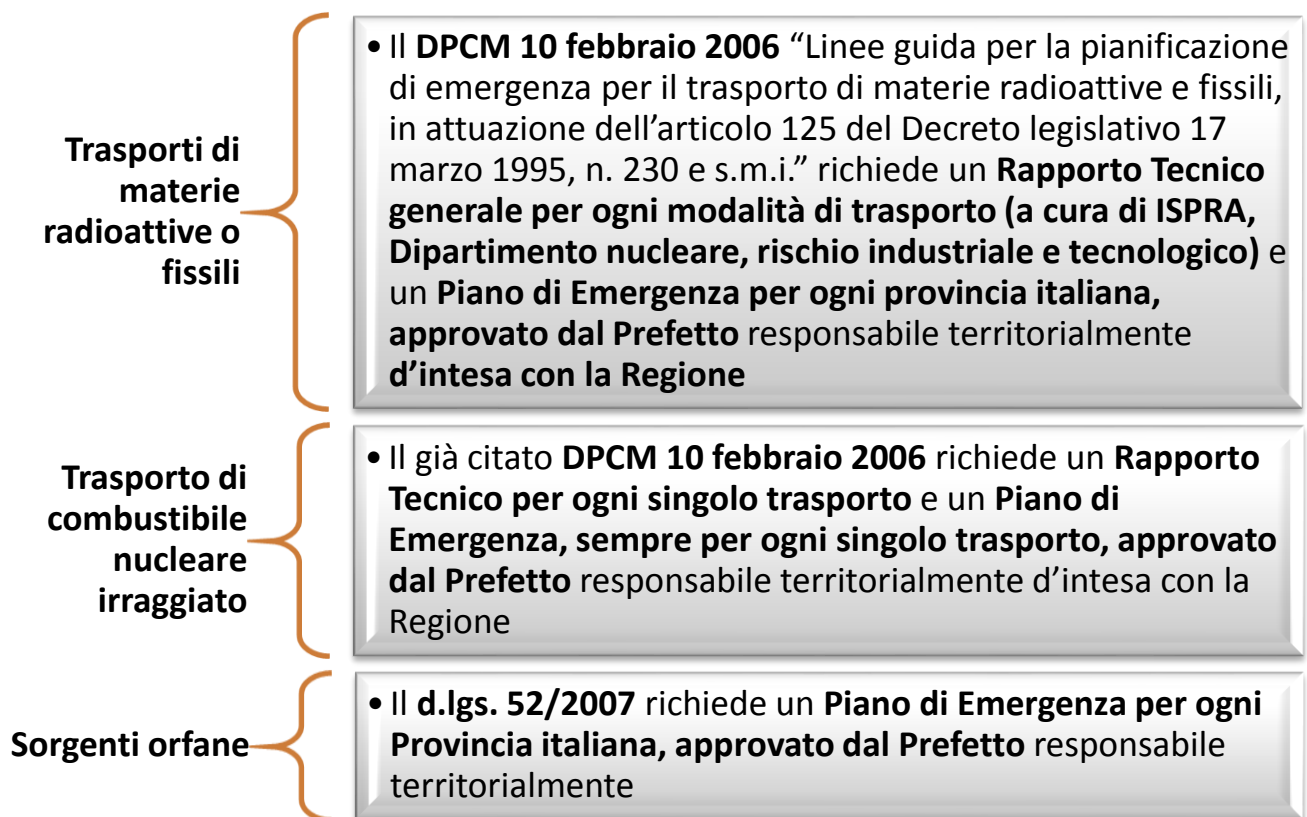 Trasporti di
materie
radioattive o
fissili
• Il DPCM 10 febbraio 2006 “Linee guida per la pianificazione
di emergenza per il trasporto di materie radioattive e fissili,
in attuazione dell’articolo 125 del Decreto legislativo 17
marzo 1995, n. 230 e s.m.i.” richiede un Rapporto Tecnico
generale per ogni modalità di trasporto (a cura di ISPRA,
Dipartimento nucleare, rischio industriale e tecnologico) e
un Piano di Emergenza per ogni provincia italiana,
approvato dal Prefetto responsabile territorialmente
d’intesa con la Regione
Trasporto di
combustibile
nucleare
irraggiato
• Il già citato DPCM 10 febbraio 2006 richiede un Rapporto
Tecnico per ogni singolo trasporto e un Piano di
Emergenza, sempre per ogni singolo trasporto, approvato
dal Prefetto responsabile territorialmente d’intesa con la
Regione
Sorgenti orfane
• Il d.lgs. 52/2007 richiede un Piano di Emergenza per ogni
Provincia italiana, approvato dal Prefetto responsabile
territorialmente